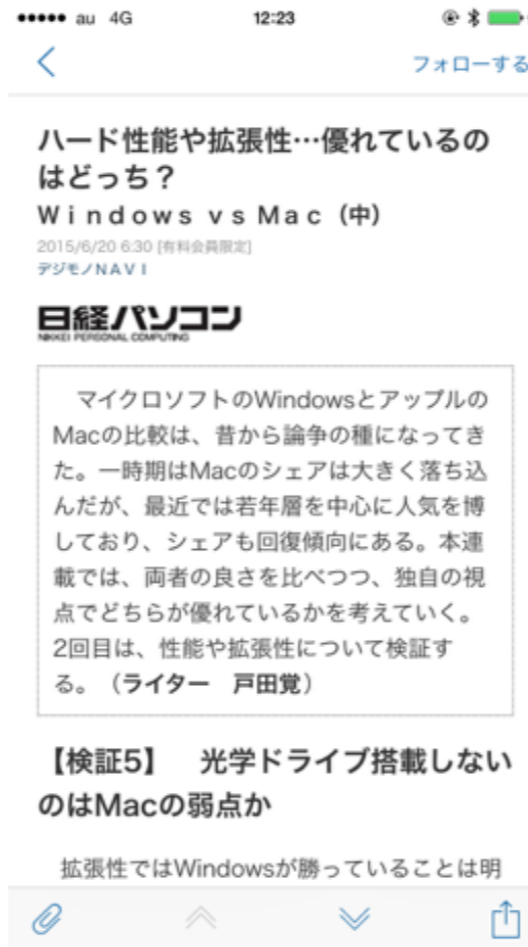 au 4G 12:23
フォローする
ハード性能や拡張性…優れているの
はどっち？
Ｗｉｎｄｏｗｓ ｖｓ Ｍａｃ（中）
2015/6/20 6:30 [有料会員限定]
デジモノＮＡＶＩ
日経パソコン
NIKKEI PERSONAL COMPUTING
　マイクロソフトのWindowsとアップルの
Macの比較は、昔から論争の種になってき
た。一時期はMacのシェアは大きく落ち込
んだが、最近では若年層を中心に人気を博
しており、シェアも回復傾向にある。本連
載では、両者の良さを比べつつ、独自の視
点でどちらが優れているかを考えていく。
2回目は、性能や拡張性について検証す
る。（ライター　戸田覚）
【検証5】　光学ドライブ搭載しない
のはMacの弱点か
　拡張性ではWindowsが勝っていることは明